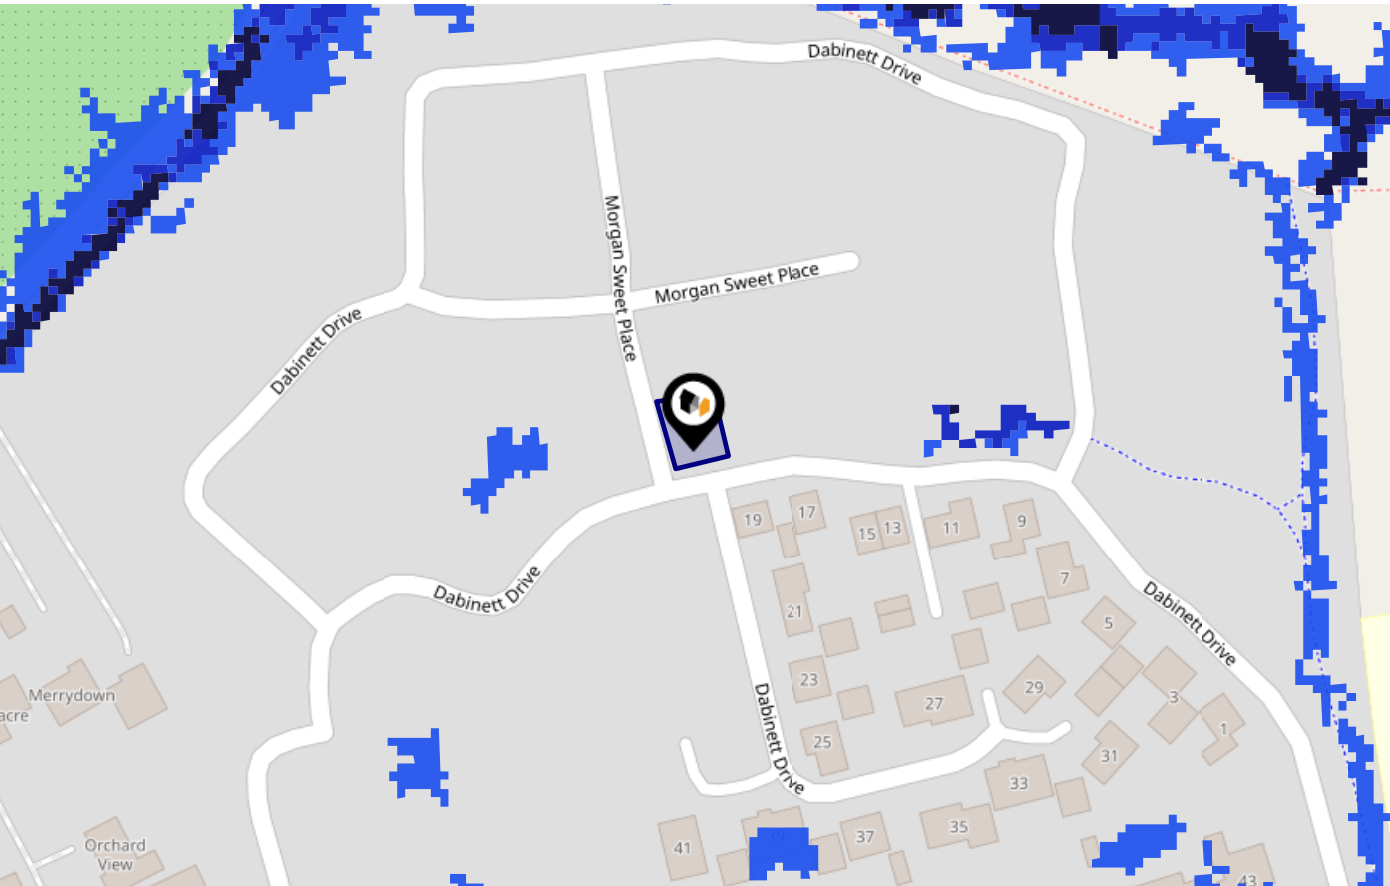 Dabinett Drive
Morgan Sweet Place
Morgan Sweet Place
Dabinett Drive
19
17
15
13
11
9
7
21
Dabinett Drive
5
Dabinett Drive
23
29
3
Merrydown
acre
27
1
25
Dabinett Drive
31
33
35
37
39
41
Orchard
View
43